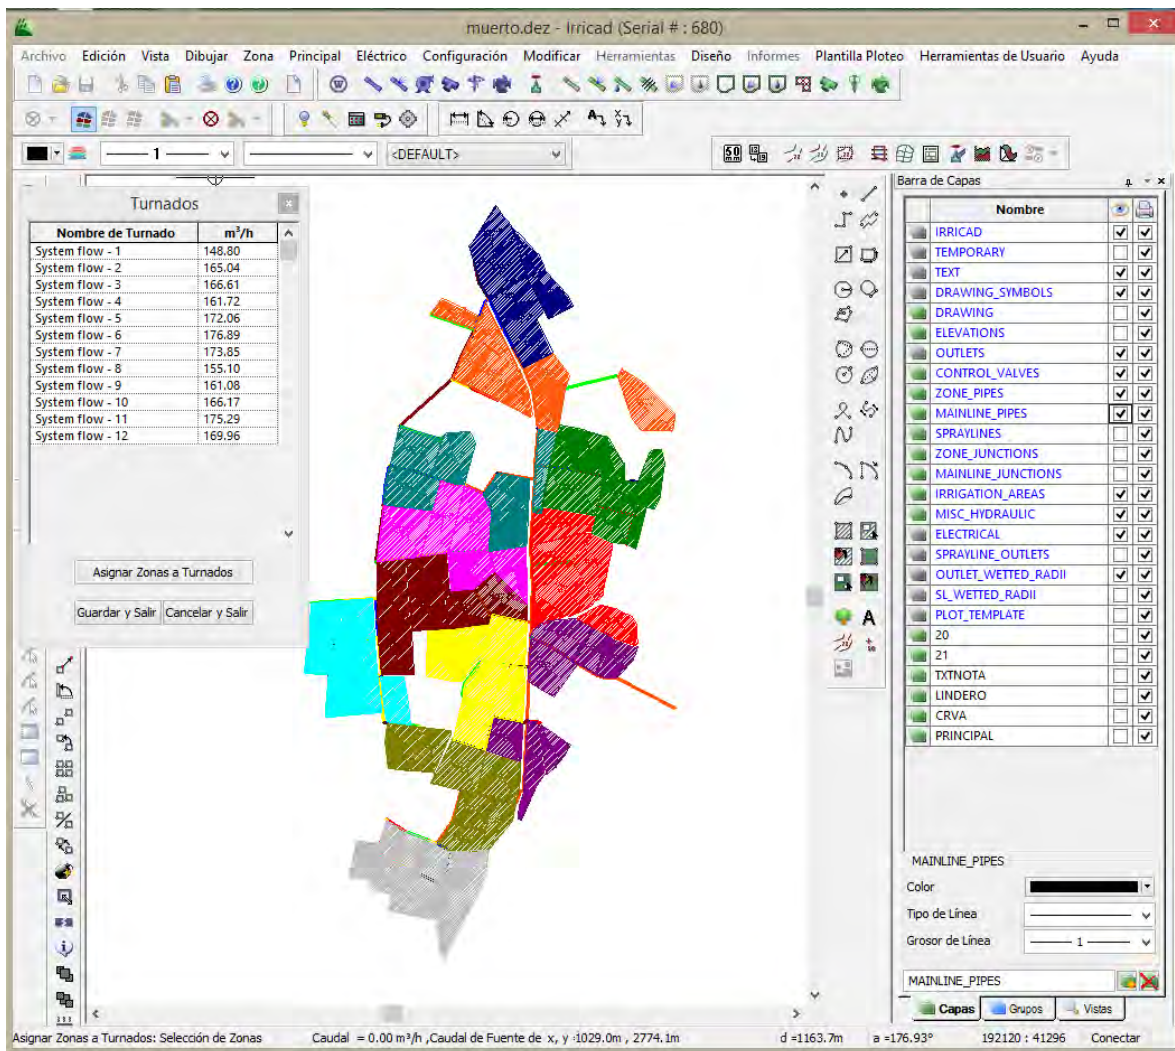 muerto.dez - Irricad (Serial # : 680)
Archivo Edición Vista Dibujar Zona Principal Eléctrico Configuración Modificar Herramientas Diseño Informes Plantilla Ploteo Herramientas de Usuario Ayuda
1 <DEFAULT>
Turnados
Nombre de Turnado m³/h
System flow - 1 148.80
System flow - 2 165.04
System flow - 3 166.61
System flow - 4 161.72
System flow - 5 172.06
System flow - 6 176.89
System flow - 7 173.85
System flow - 8 155.10
System flow - 9 161.08
System flow - 10 166.17
System flow - 11 175.29
System flow - 12 169.96
Asignar Zonas a Turnados
Guardar y Salir Cancelar y Salir
Barra de Capas
Nombre
IRRICAD
TEMPORARY
TEXT
DRAWING_SYMBOLS
DRAWING
ELEVATIONS
OUTLETS
CONTROL_VALVES
ZONE_PIPES
MAINLINE_PIPES
SPRAYLINES
ZONE_JUNCTIONS
MAINLINE_JUNCTIONS
IRRIGATION_AREAS
MISC_HYDRAULIC
ELECTRICAL
SPRAYLINE_OUTLETS
OUTLET_WETTED_RADII
SL_WETTED_RADII
PLOT_TEMPLATE
20
21
TXTNOTA
LINDERO
CRVA
PRINCIPAL
MAINLINE_PIPES
Color
Tipo de Línea
Grosor de Línea 1
MAINLINE_PIPES
Capas Grupos Vistas
Asignar Zonas a Turnados: Selección de Zonas Caudal = 0.00 m³/h ,Caudal de Fuente de x, y :1029.0m , 2774.1m d =1163.7m a =176.93° 192120 : 41296 Conectar